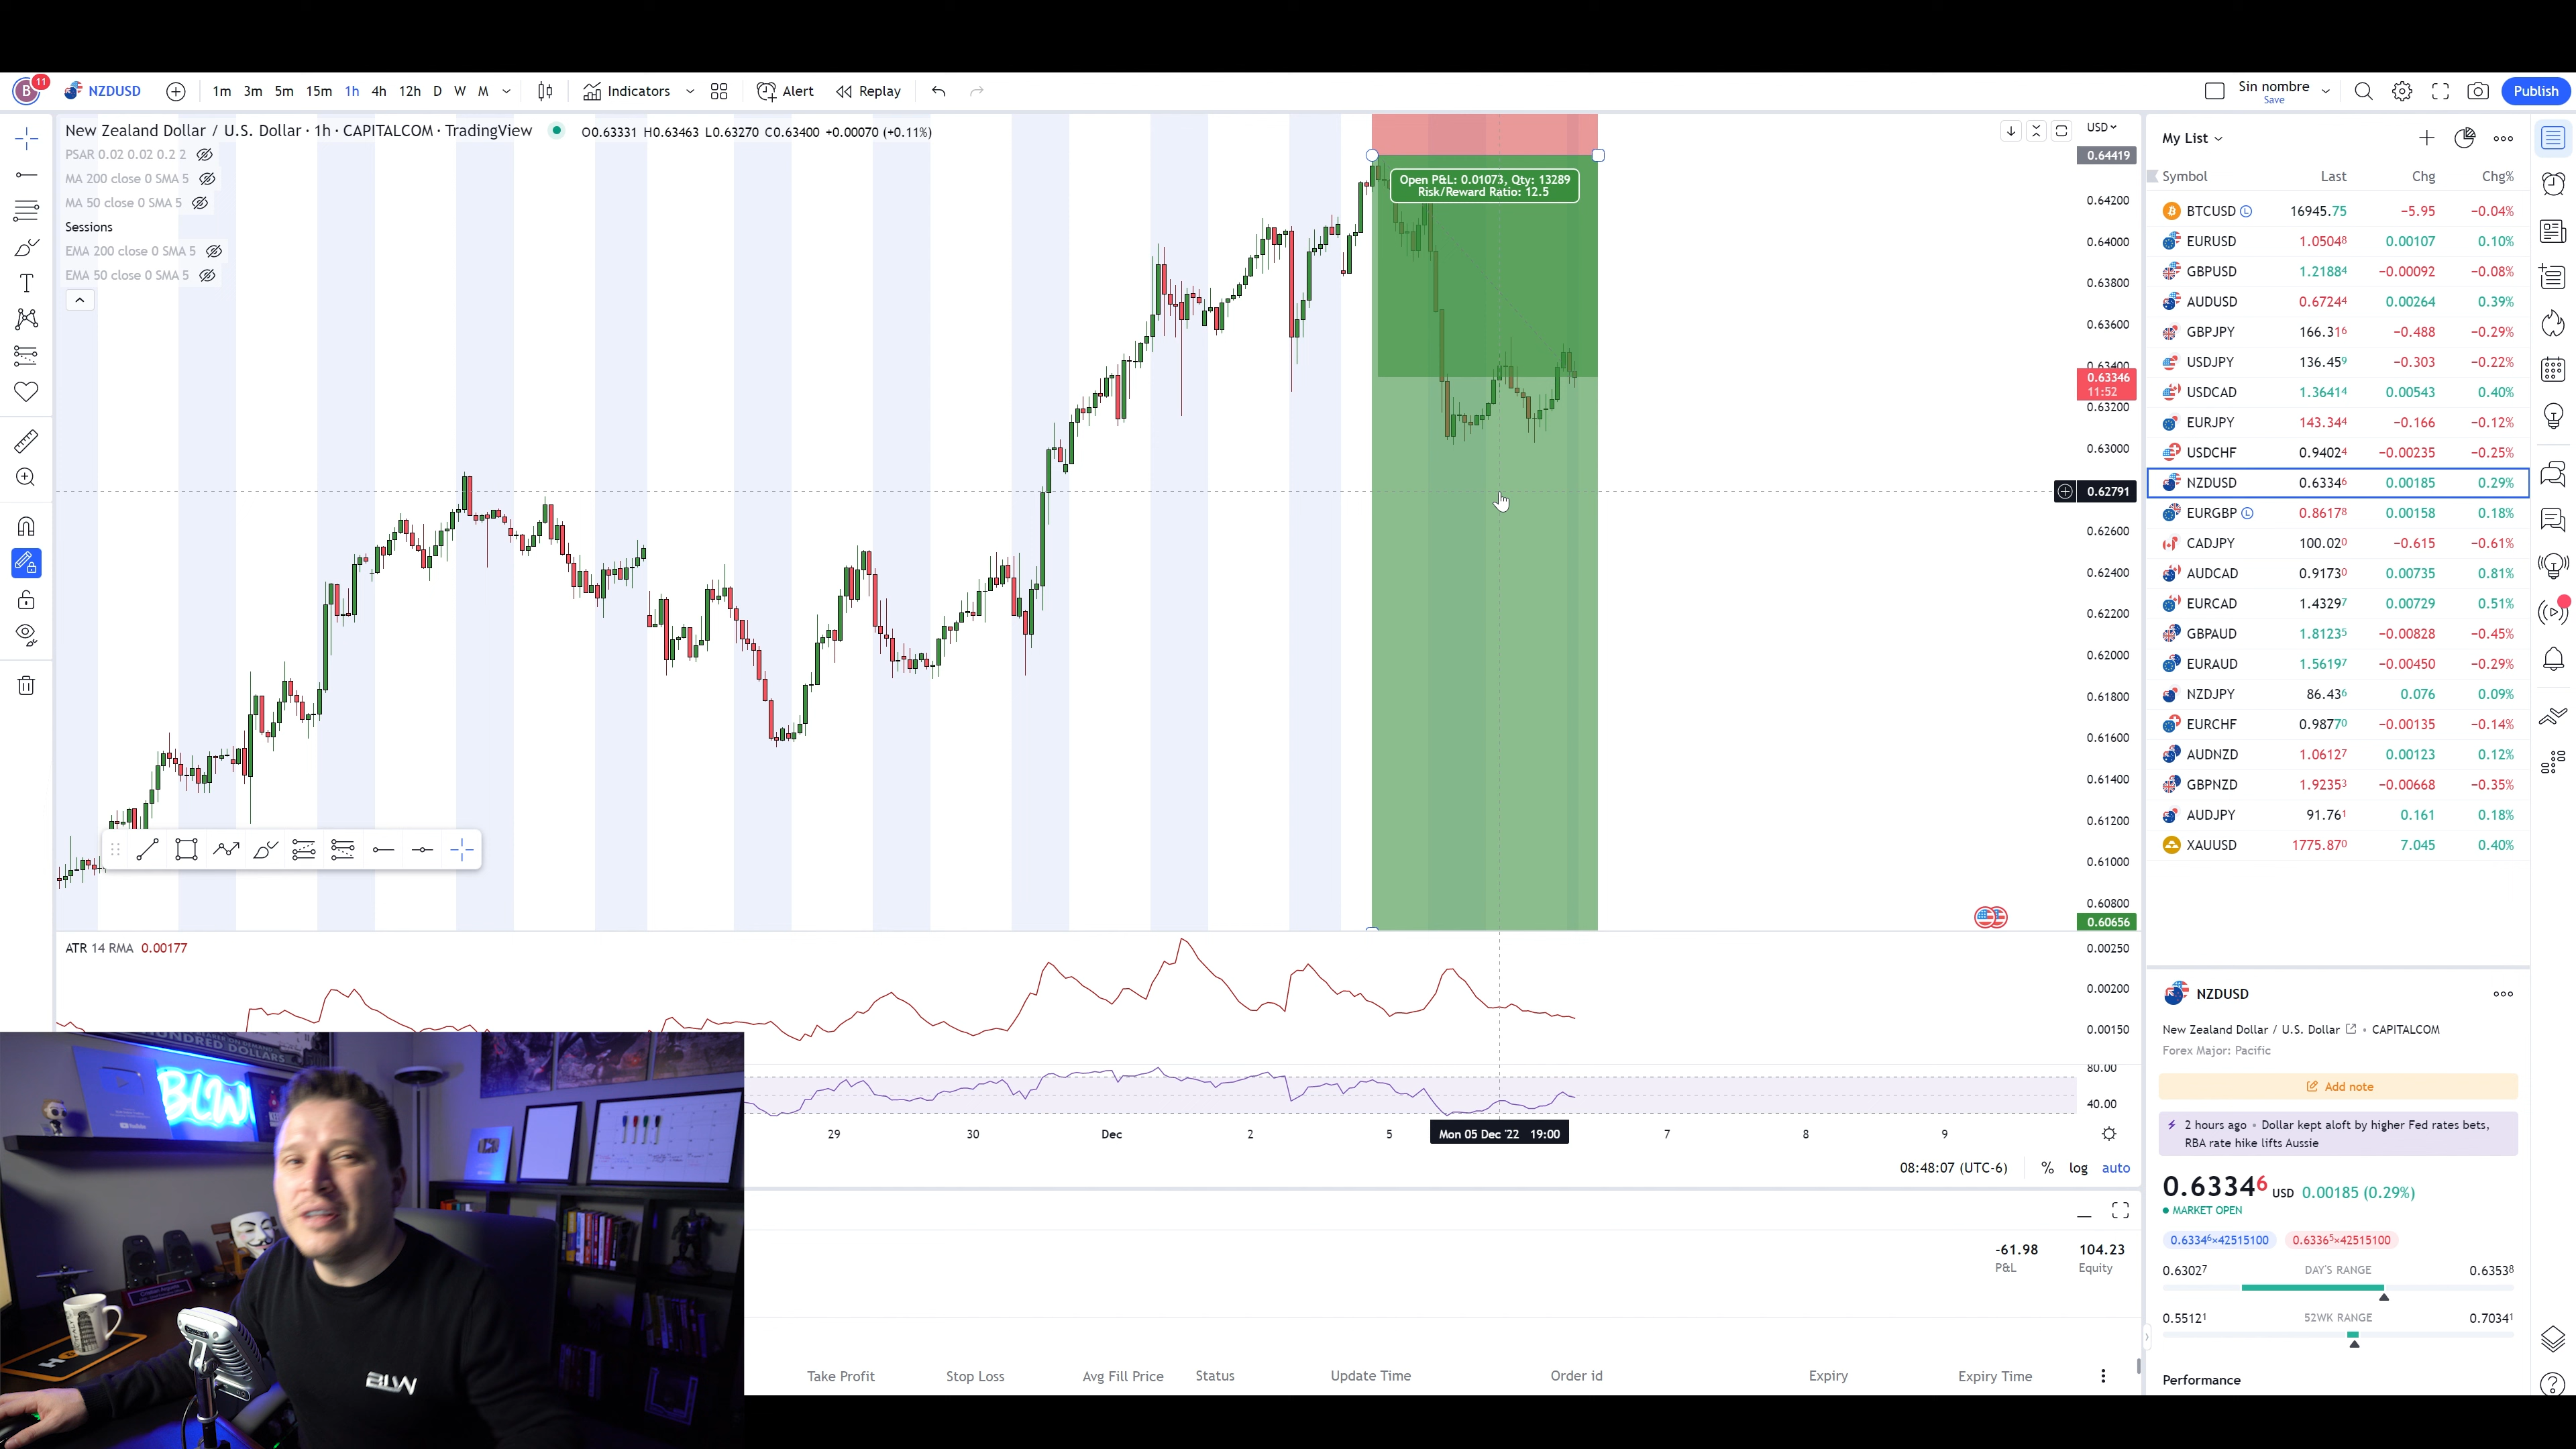 B 11 NZDUSD 1m 3m 5m 15m 1h 4h 12h D W M Indicators Alert Replay Sin nombre Publish
Save
New Zealand Dollar / U.S. Dollar · 1h · CAPITALCOM · TradingView O0.63331 H0.63463 L0.63270 C0.63400 +0.00070 (+0.11%)
PSAR 0.02 0.02 0.2 2
MA 200 close 0 SMA 5
MA 50 close 0 SMA 5
Sessions
EMA 200 close 0 SMA 5
EMA 50 close 0 SMA 5
Open P&L: 0.01073, Qty: 13289
Risk/Reward Ratio: 12.5
USD
0.64419
0.64200
0.64000
0.63800
0.63600
0.63400
0.63346
11:52
0.63200
0.63000
0.62791
0.62600
0.62400
0.62200
0.62000
0.61800
0.61600
0.61400
0.61200
0.61000
0.60800
0.60656
ATR 14 RMA 0.00177
0.00250
0.00200
0.00150
80.00
40.00
29 30 Dec 2 5 Mon 05 Dec '22 19:00 7 8 9
08:48:07 (UTC-6) % log auto
-61.98 104.23
P&L Equity
Take Profit Stop Loss Avg Fill Price Status Update Time Order id Expiry Expiry Time
My List
Symbol Last Chg Chg%
BTCUSD L 16945.75 −5.95 −0.04%
EURUSD 1.05048 0.00107 0.10%
GBPUSD 1.21884 −0.00092 −0.08%
AUDUSD 0.67244 0.00264 0.39%
GBPJPY 166.316 −0.488 −0.29%
USDJPY 136.459 −0.303 −0.22%
USDCAD 1.36414 0.00543 0.40%
EURJPY 143.344 −0.166 −0.12%
USDCHF 0.94024 −0.00235 −0.25%
NZDUSD 0.63346 0.00185 0.29%
EURGBP L 0.86178 0.00158 0.18%
CADJPY 100.020 −0.615 −0.61%
AUDCAD 0.91730 0.00735 0.81%
EURCAD 1.43297 0.00729 0.51%
GBPAUD 1.81235 −0.00828 −0.45%
EURAUD 1.56197 −0.00450 −0.29%
NZDJPY 86.436 0.076 0.09%
EURCHF 0.98770 −0.00135 −0.14%
AUDNZD 1.06127 0.00123 0.12%
GBPNZD 1.92353 −0.00668 −0.35%
AUDJPY 91.761 0.161 0.18%
XAUUSD 1775.870 7.045 0.40%
NZDUSD
New Zealand Dollar / U.S. Dollar • CAPITALCOM
Forex Major: Pacific
Add note
2 hours ago • Dollar kept aloft by higher Fed rates bets,
RBA rate hike lifts Aussie
0.63346 USD 0.00185 (0.29%)
MARKET OPEN
0.63346×42515100 0.63365×42515100
0.63027 DAY'S RANGE 0.63538
0.55121 52WK RANGE 0.70341
Performance
HUNDRED DOLLARS
BLW
BLW